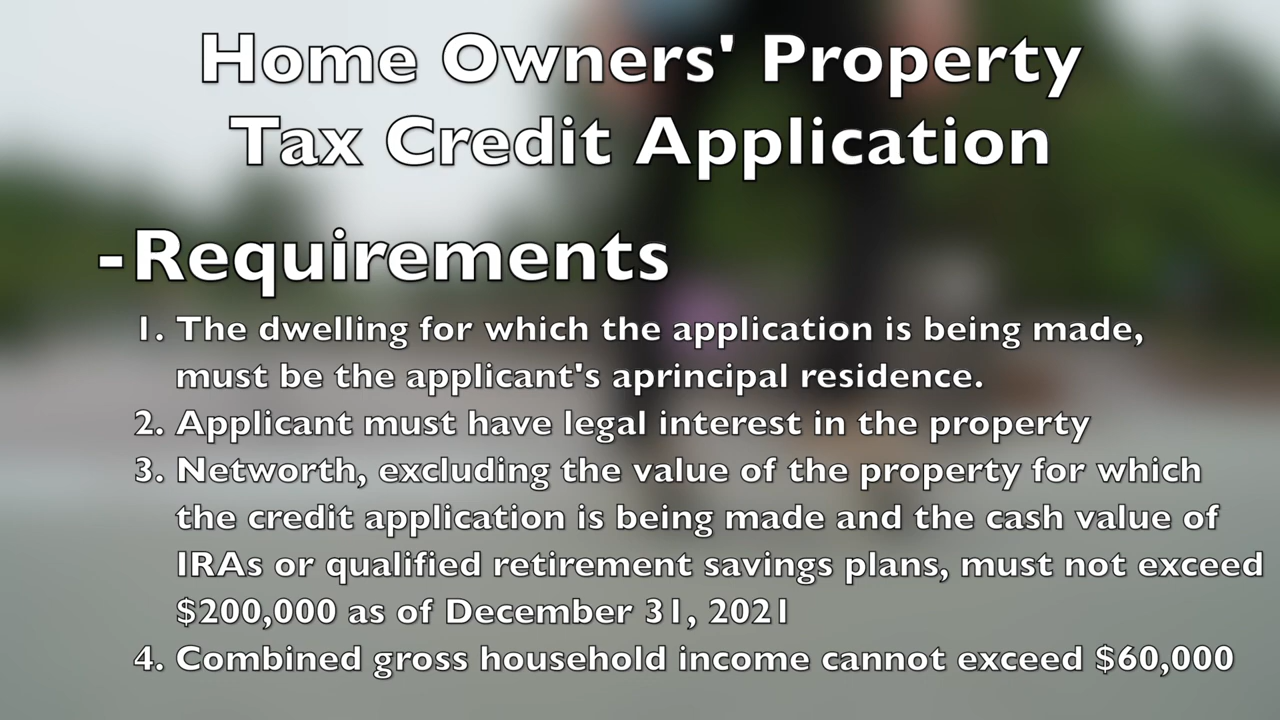 Home Owners' Property
Tax Credit Application
-Requirements
1. The dwelling for which the application is being made,
must be the applicant's aprincipal residence.
2. Applicant must have legal interest in the property
3. Networth, excluding the value of the property for which
the credit application is being made and the cash value of
IRAs or qualified retirement savings plans, must not exceed
$200,000 as of December 31, 2021
4. Combined gross household income cannot exceed $60,000